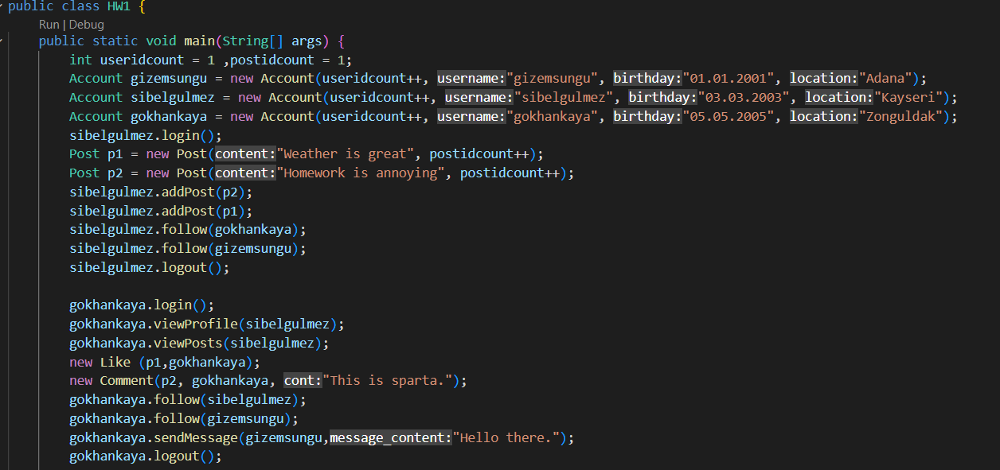 public class HW1 {
Run | Debug
public static void main(String[] args) {
int useridcount = 1 ,postidcount = 1;
Account gizemsungu = new Account(useridcount++, username:"gizemsungu", birthday:"01.01.2001", location:"Adana");
Account sibelgulmez = new Account(useridcount++, username:"sibelgulmez", birthday:"03.03.2003", location:"Kayseri");
Account gokhankaya = new Account(useridcount++, username:"gokhankaya", birthday:"05.05.2005", location:"Zonguldak");
sibelgulmez.login();
Post p1 = new Post(content:"Weather is great", postidcount++);
Post p2 = new Post(content:"Homework is annoying", postidcount++);
sibelgulmez.addPost(p2);
sibelgulmez.addPost(p1);
sibelgulmez.follow(gokhankaya);
sibelgulmez.follow(gizemsungu);
sibelgulmez.logout();
gokhankaya.login();
gokhankaya.viewProfile(sibelgulmez);
gokhankaya.viewPosts(sibelgulmez);
new Like (p1,gokhankaya);
new Comment(p2, gokhankaya, cont:"This is sparta.");
gokhankaya.follow(sibelgulmez);
gokhankaya.follow(gizemsungu);
gokhankaya.sendMessage(gizemsungu,message_content:"Hello there.");
gokhankaya.logout();